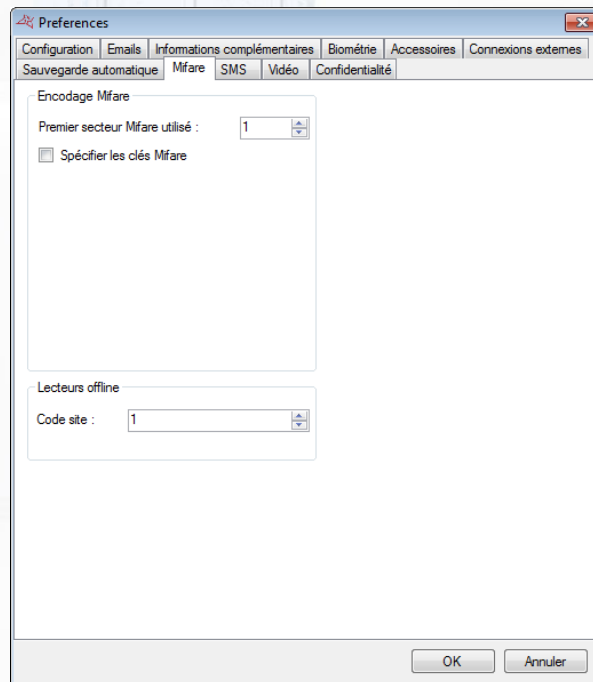 Preferences
Configuration Emails Informations complémentaires Biométrie Accessoires Connexions externes
Sauvegarde automatique Mifare SMS Vidéo Confidentialité
Encodage Mifare
Premier secteur Mifare utilisé : 1
Spécifier les clés Mifare
Lecteurs offline
Code site : 1
OK Annuler